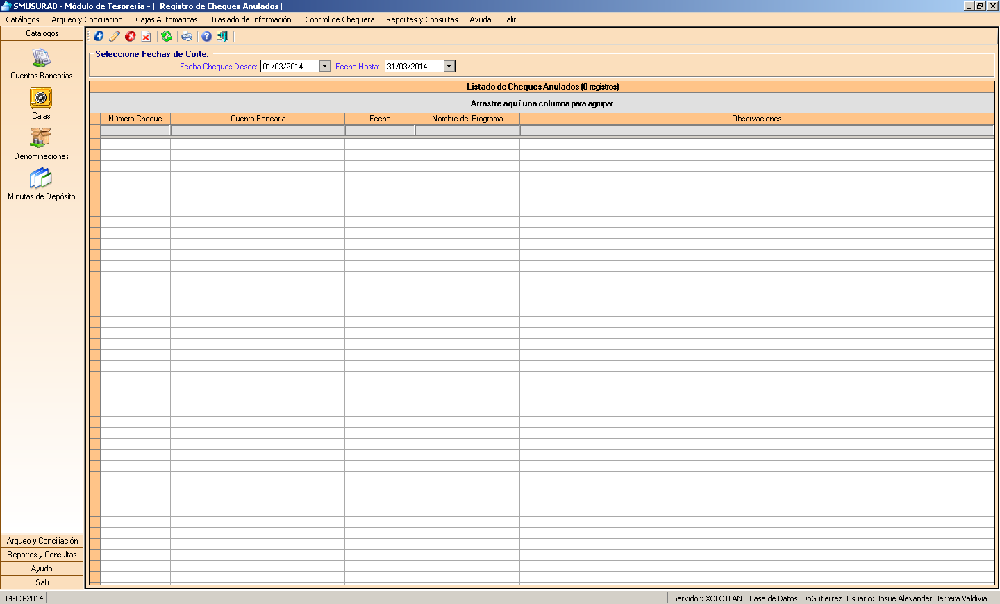 SMUSURA0 - Módulo de Tesorería - [ Registro de Cheques Anulados]
Catálogos Arqueo y Conciliación Cajas Automáticas Traslado de Información Control de Chequera Reportes y Consultas Ayuda Salir
Catálogos
Cuentas Bancarias
Cajas
Denominaciones
Minutas de Depósito
Arqueo y Conciliación
Reportes y Consultas
Ayuda
Salir
Seleccione Fechas de Corte:
Fecha Cheques Desde: 01/03/2014 Fecha Hasta: 31/03/2014
Listado de Cheques Anulados (0 registros)
Arrastre aquí una columna para agrupar
Número Cheque Cuenta Bancaria Fecha Nombre del Programa Observaciones
14-03-2014 Servidor: XOLOTLAN Base de Datos: DbGutierrez Usuario: Josue Alexander Herrera Valdivia